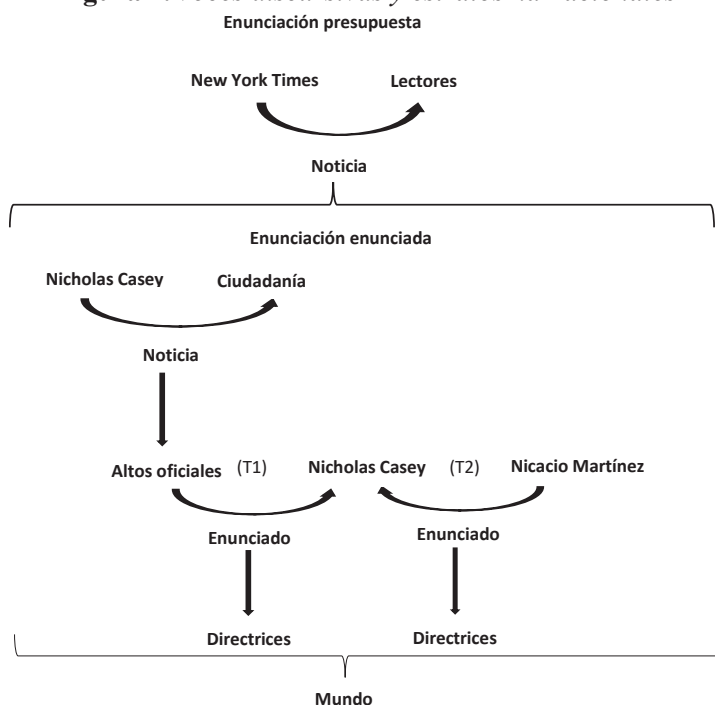 Enunciación presupuesta
New York Times Lectores
Noticia
Enunciación enunciada
Nicholas Casey Ciudadanía
Noticia
Altos oficiales (T1) Nicholas Casey (T2) Nicacio Martínez
Enunciado Enunciado
Directrices Directrices
Mundo